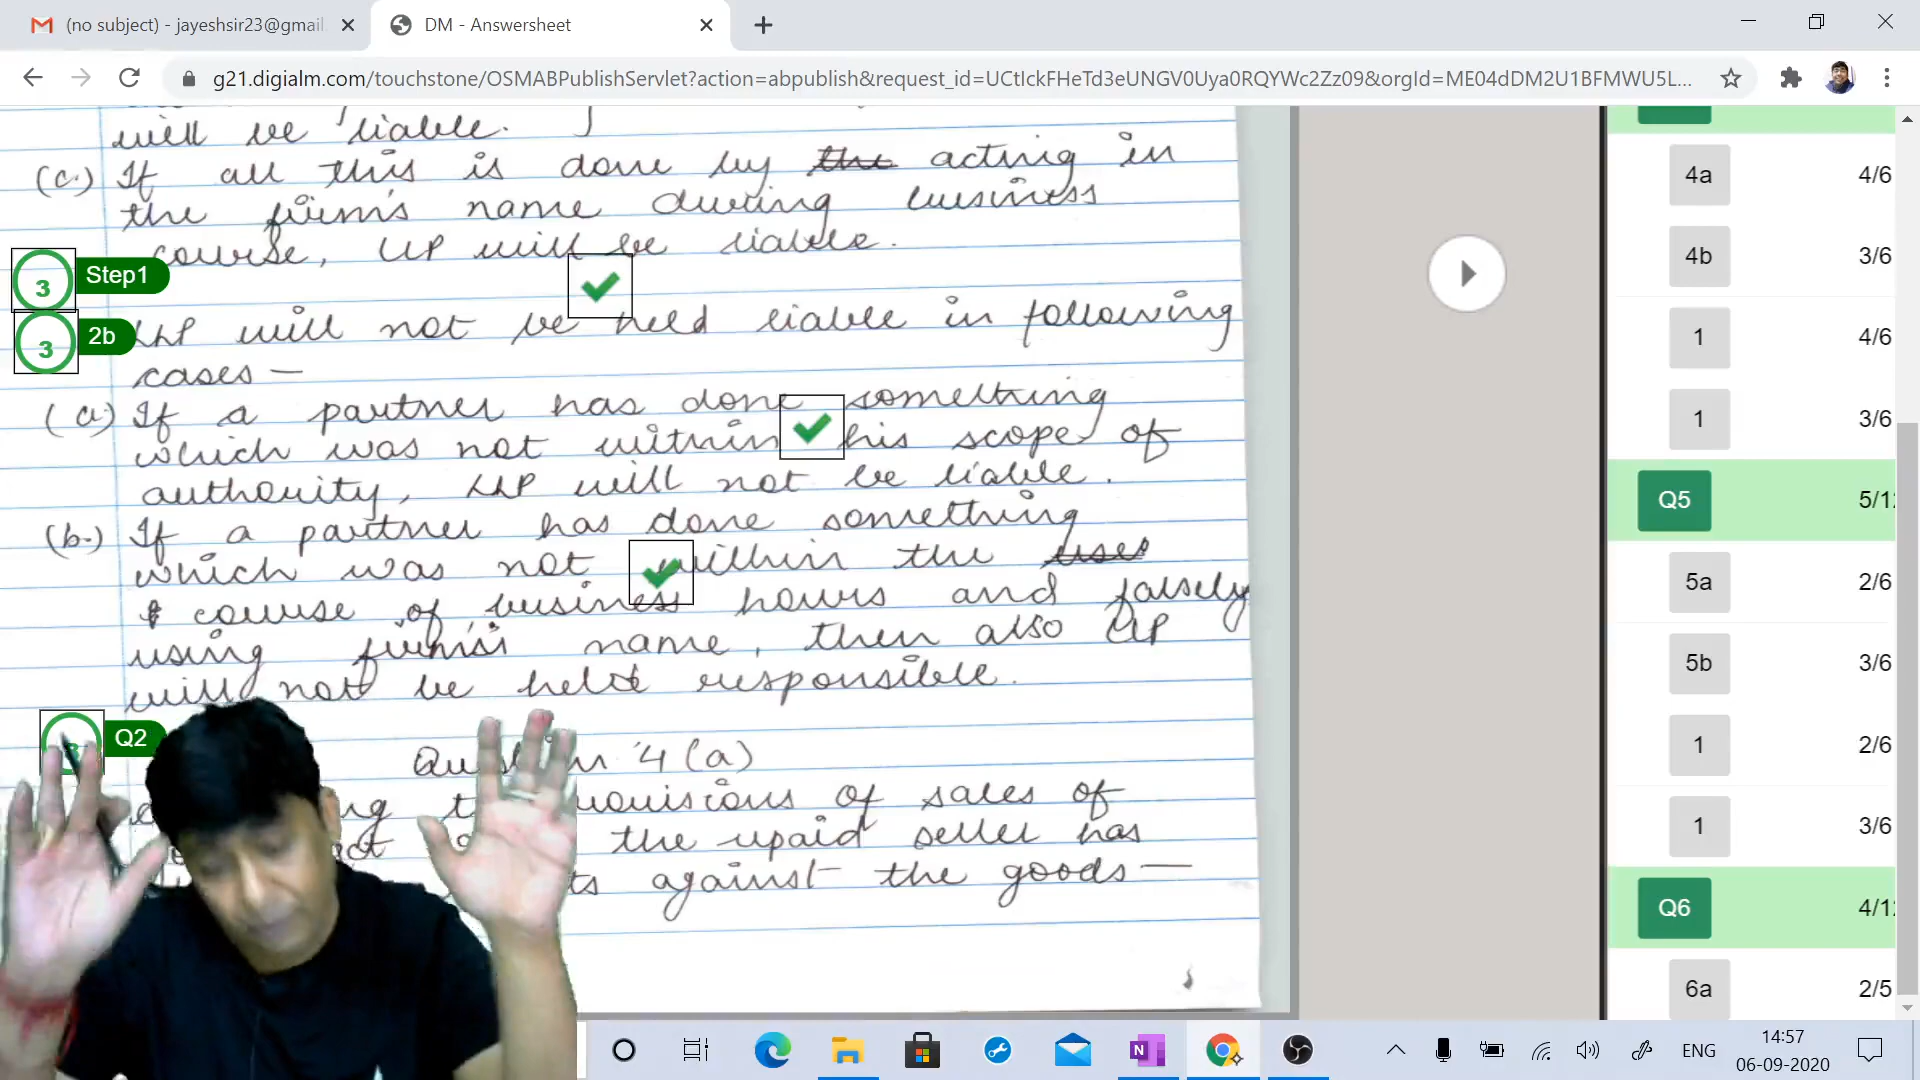 (no subject) - jayeshsir23@gmail.
DM - Answersheet
g21.digialm.com/touchstone/OSMABPublishServlet?action=abpublish&request_id=UCtIckFHeTd3eUNGV0Uya0RQYWc2Zz09&orgId=ME04dDM2U1BFMWU5L...
will be liable.
(c.) If all this is done by the acting in
the firm's name during business
course, LLP will be liable.
3 Step1
3 2b
LLP will not be held liable in following
cases —
(a.) If a partner has done something
which was not within his scope of
authority, LLP will not be liable.
(b.) If a partner has done something
which was not within the
course of business hours and falsely
using firm's name, then also LLP
will not be held responsible.
Q2
Question 4 (a)
provisions of sales of
the upaid seller has
against the goods —
4a 4/6
4b 3/6
1 4/6
1 3/6
Q5 5/1
5a 2/6
5b 3/6
1 2/6
1 3/6
Q6 4/1
6a 2/5
ENG
14:57
06-09-2020